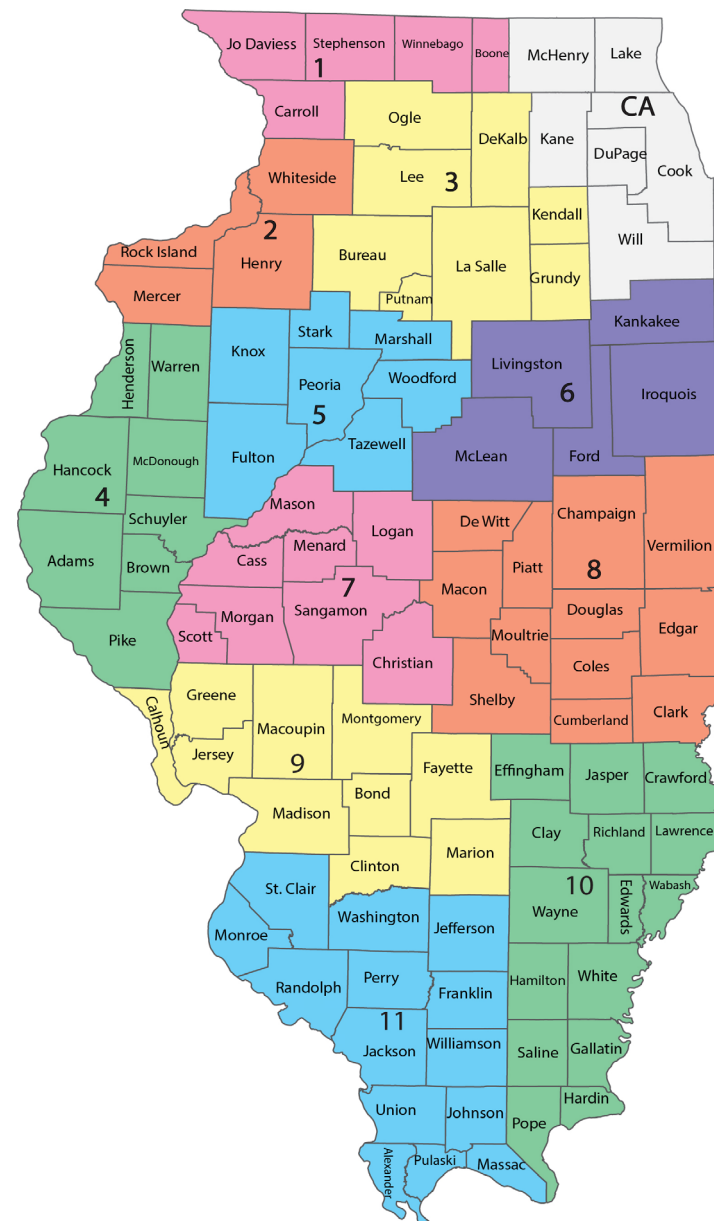 Jo Daviess
Stephenson
Winnebago
Boone
McHenry
Lake
1
Carroll
Ogle
DeKalb
Kane
CA
DuPage
Cook
Whiteside
Lee
3
Kendall
Will
2
Rock Island
Henry
Bureau
La Salle
Grundy
Mercer
Putnam
Kankakee
Henderson
Warren
Knox
Stark
Marshall
Livingston
Peoria
Woodford
6
Iroquois
5
Hancock
4
McDonough
Fulton
Tazewell
McLean
Ford
Schuyler
Mason
Logan
De Witt
Champaign
Vermilion
Adams
Brown
Cass
Menard
Piatt
8
7
Macon
Pike
Scott
Morgan
Sangamon
Moultrie
Douglas
Edgar
Christian
Coles
Shelby
Cumberland
Clark
Calhoun
Greene
Macoupin
Montgomery
Jersey
9
Fayette
Effingham
Jasper
Crawford
Madison
Bond
Clay
Richland
Lawrence
Clinton
Marion
St. Clair
10
Wayne
Edwards
Wabash
Washington
Jefferson
Monroe
Randolph
Perry
Franklin
Hamilton
White
11
Jackson
Williamson
Saline
Gallatin
Union
Johnson
Pope
Hardin
Alexander
Pulaski
Massac